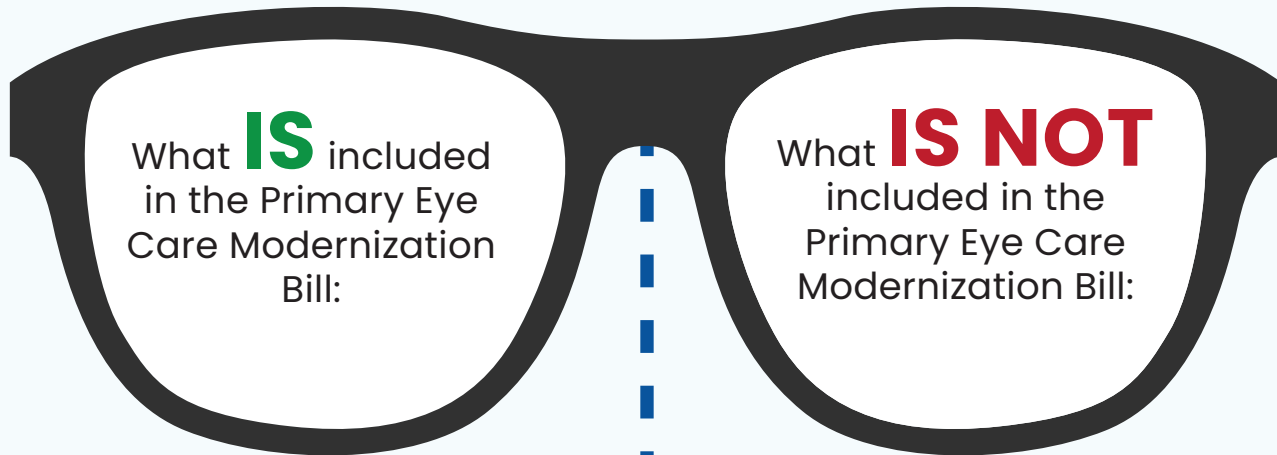 What IS included
in the Primary Eye
Care Modernization
Bill:
What IS NOT
included in the
Primary Eye Care
Modernization Bill: